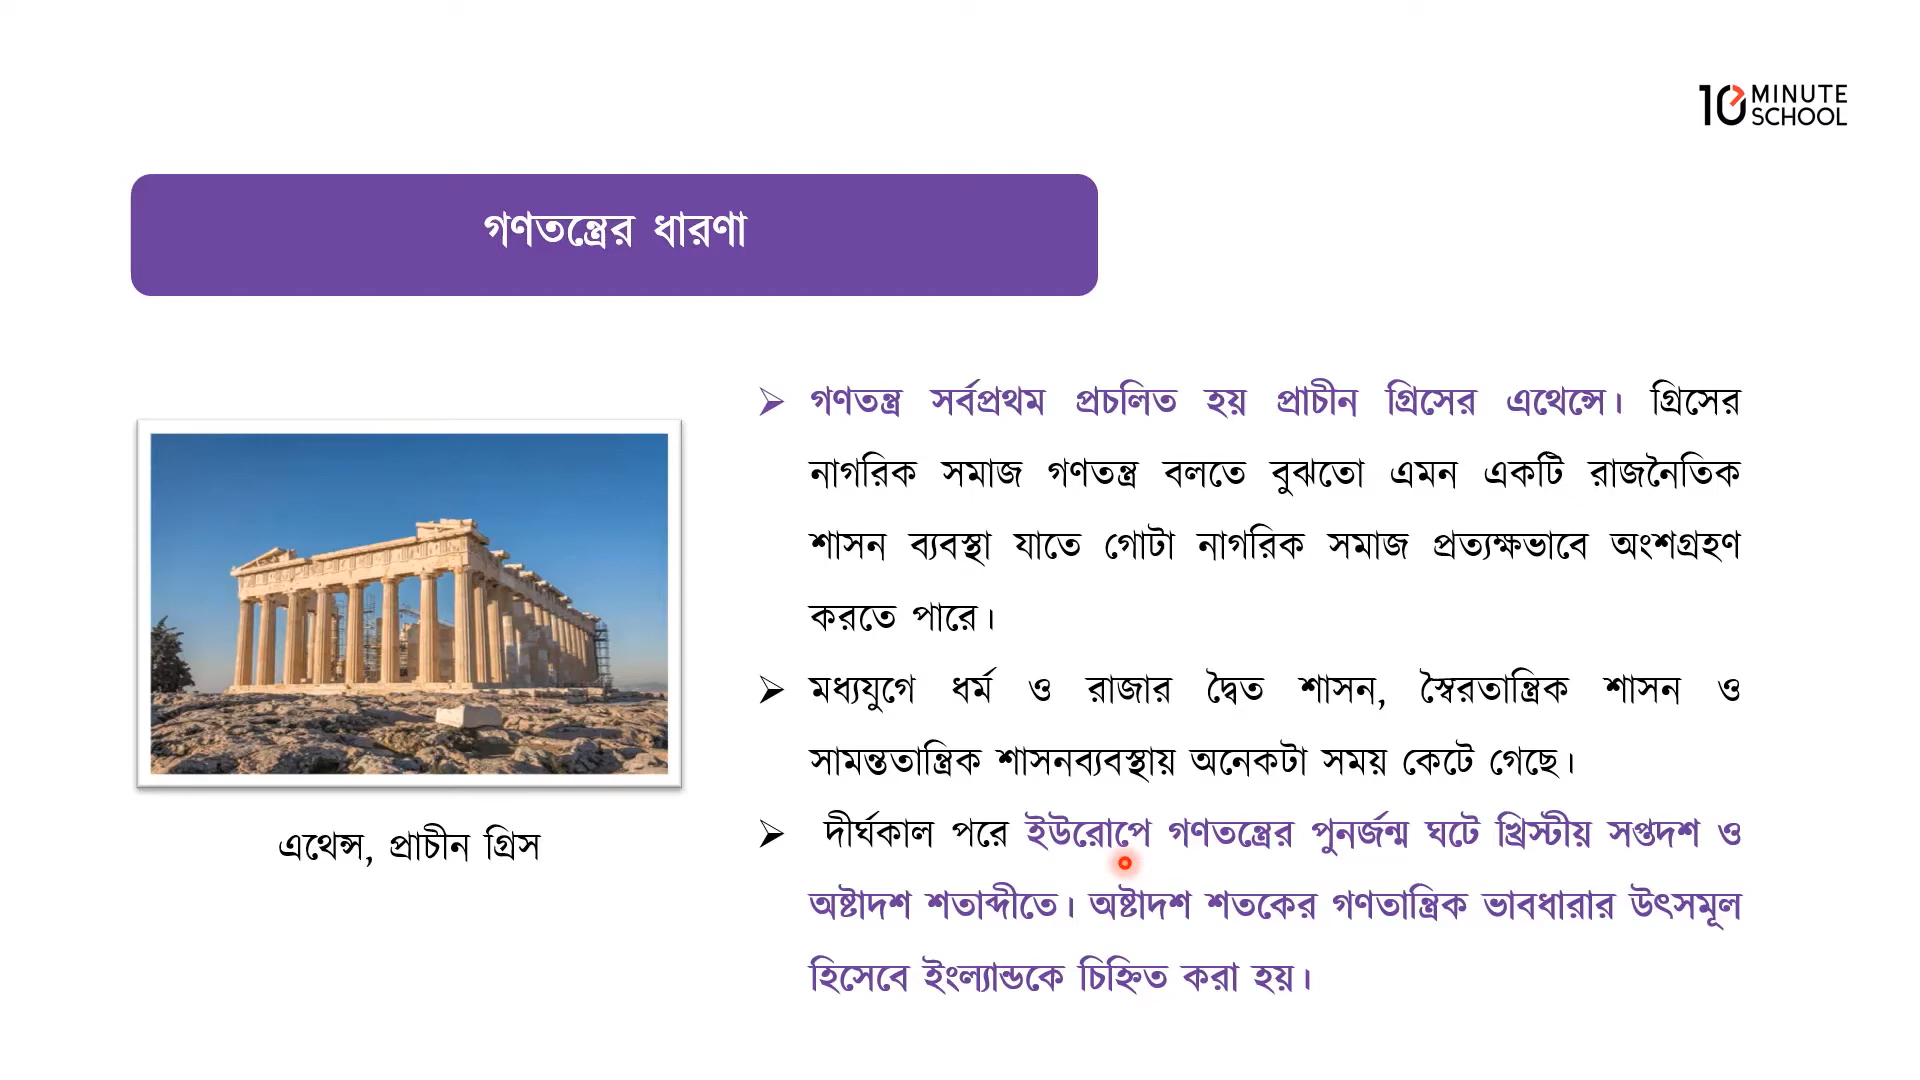 10 MINUTE
SCHOOL
গণতন্ত্রের ধারণা
➢ গণতন্ত্র সর্বপ্রথম প্রচলিত হয় প্রাচীন গ্রিসের এথেন্সে। গ্রিসের
নাগরিক সমাজ গণতন্ত্র বলতে বুঝতো এমন একটি রাজনৈতিক
শাসন ব্যবস্থা যাতে গোটা নাগরিক সমাজ প্রত্যক্ষভাবে অংশগ্রহণ
করতে পারে।
➢ মধ্যযুগে ধর্ম ও রাজার দ্বৈত শাসন, স্বৈরতান্ত্রিক শাসন ও
সামন্ততান্ত্রিক শাসনব্যবস্থায় অনেকটা সময় কেটে গেছে।
➢ দীর্ঘকাল পরে ইউরোপে গণতন্ত্রের পুনর্জন্ম ঘটে খ্রিস্টীয় সপ্তদশ ও
অষ্টাদশ শতাব্দীতে। অষ্টাদশ শতকের গণতান্ত্রিক ভাবধারার উৎসমূল
হিসেবে ইংল্যান্ডকে চিহ্নিত করা হয়।
এথেন্স, প্রাচীন গ্রিস